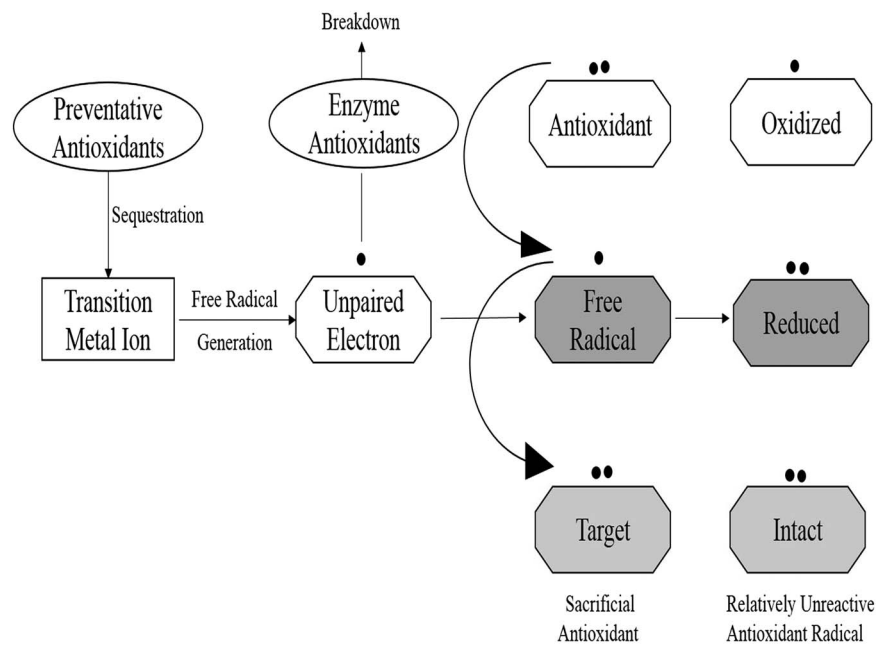 Breakdown
Preventative
Antioxidants
Enzyme
Antioxidants
Antioxidant
Oxidized
Sequestration
Transition
Metal Ion
Free Radical
Generation
Unpaired
Electron
Free
Radical
Reduced
Target
Intact
Sacrificial
Antioxidant
Relatively Unreactive
Antioxidant Radical